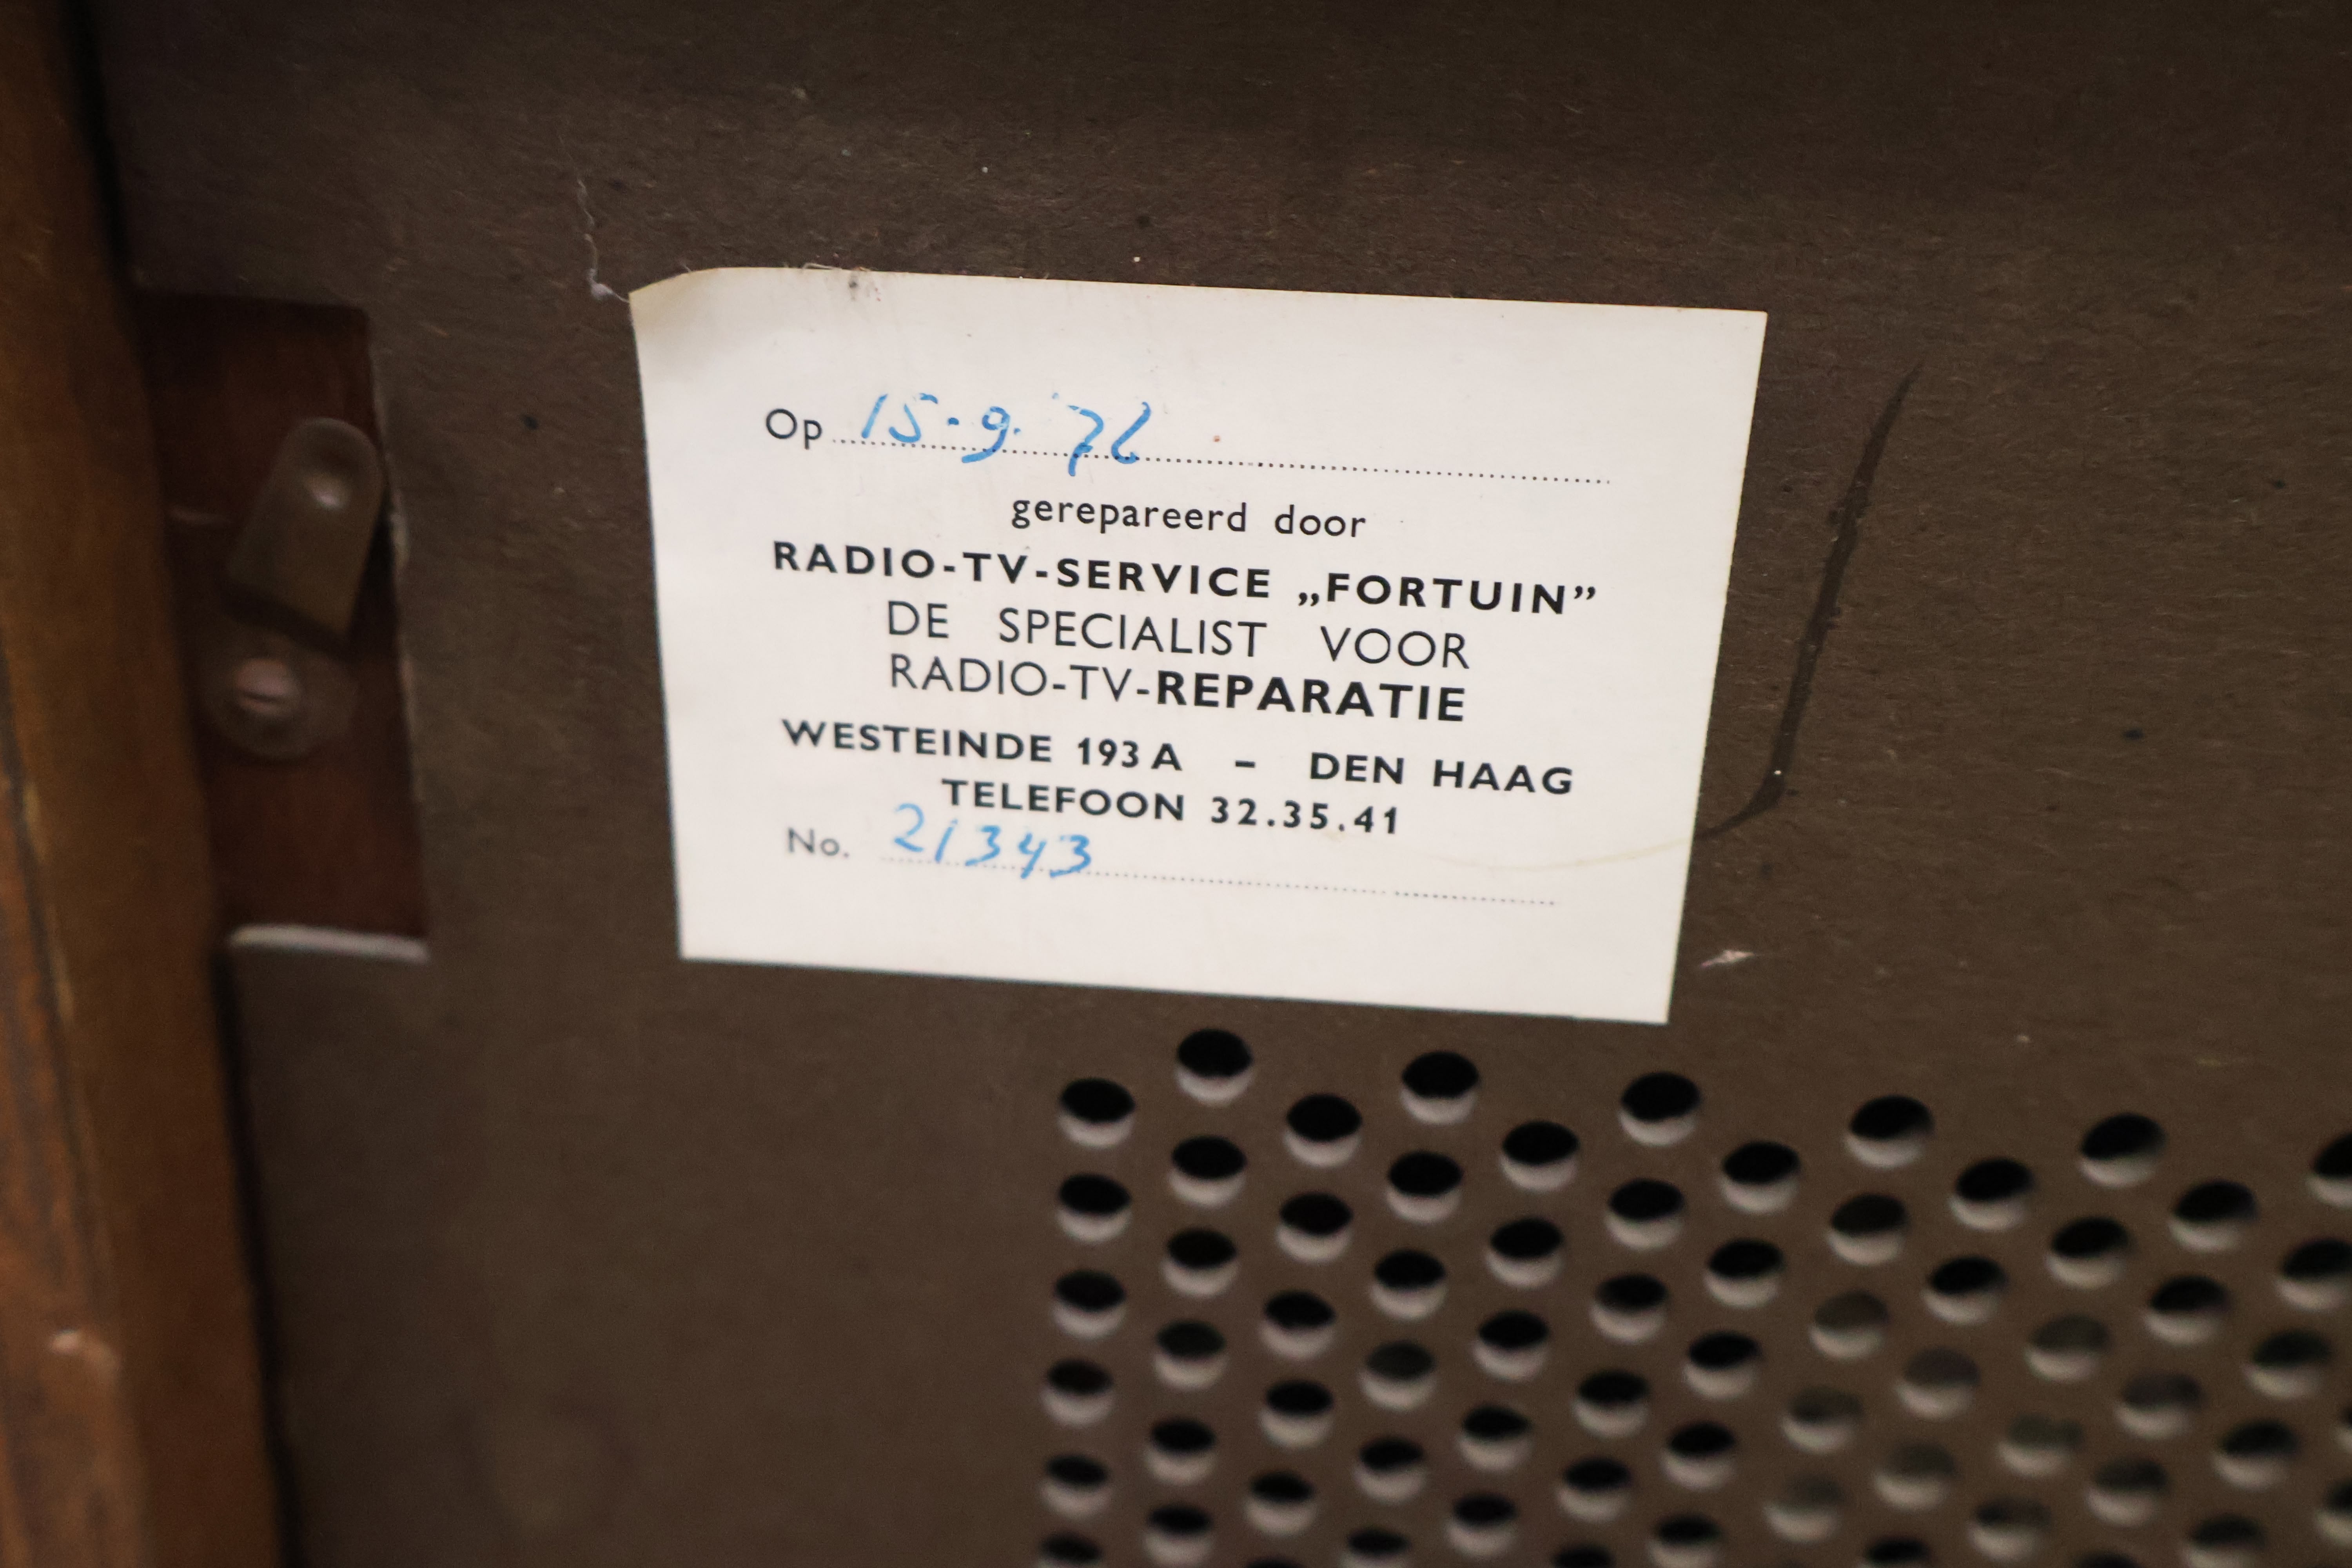 Op 15.9.'76
gerepareerd door
RADIO-TV-SERVICE „FORTUIN”
DE SPECIALIST VOOR
RADIO-TV-REPARATIE
WESTEINDE 193 A – DEN HAAG
TELEFOON 32.35.41
No. 21343